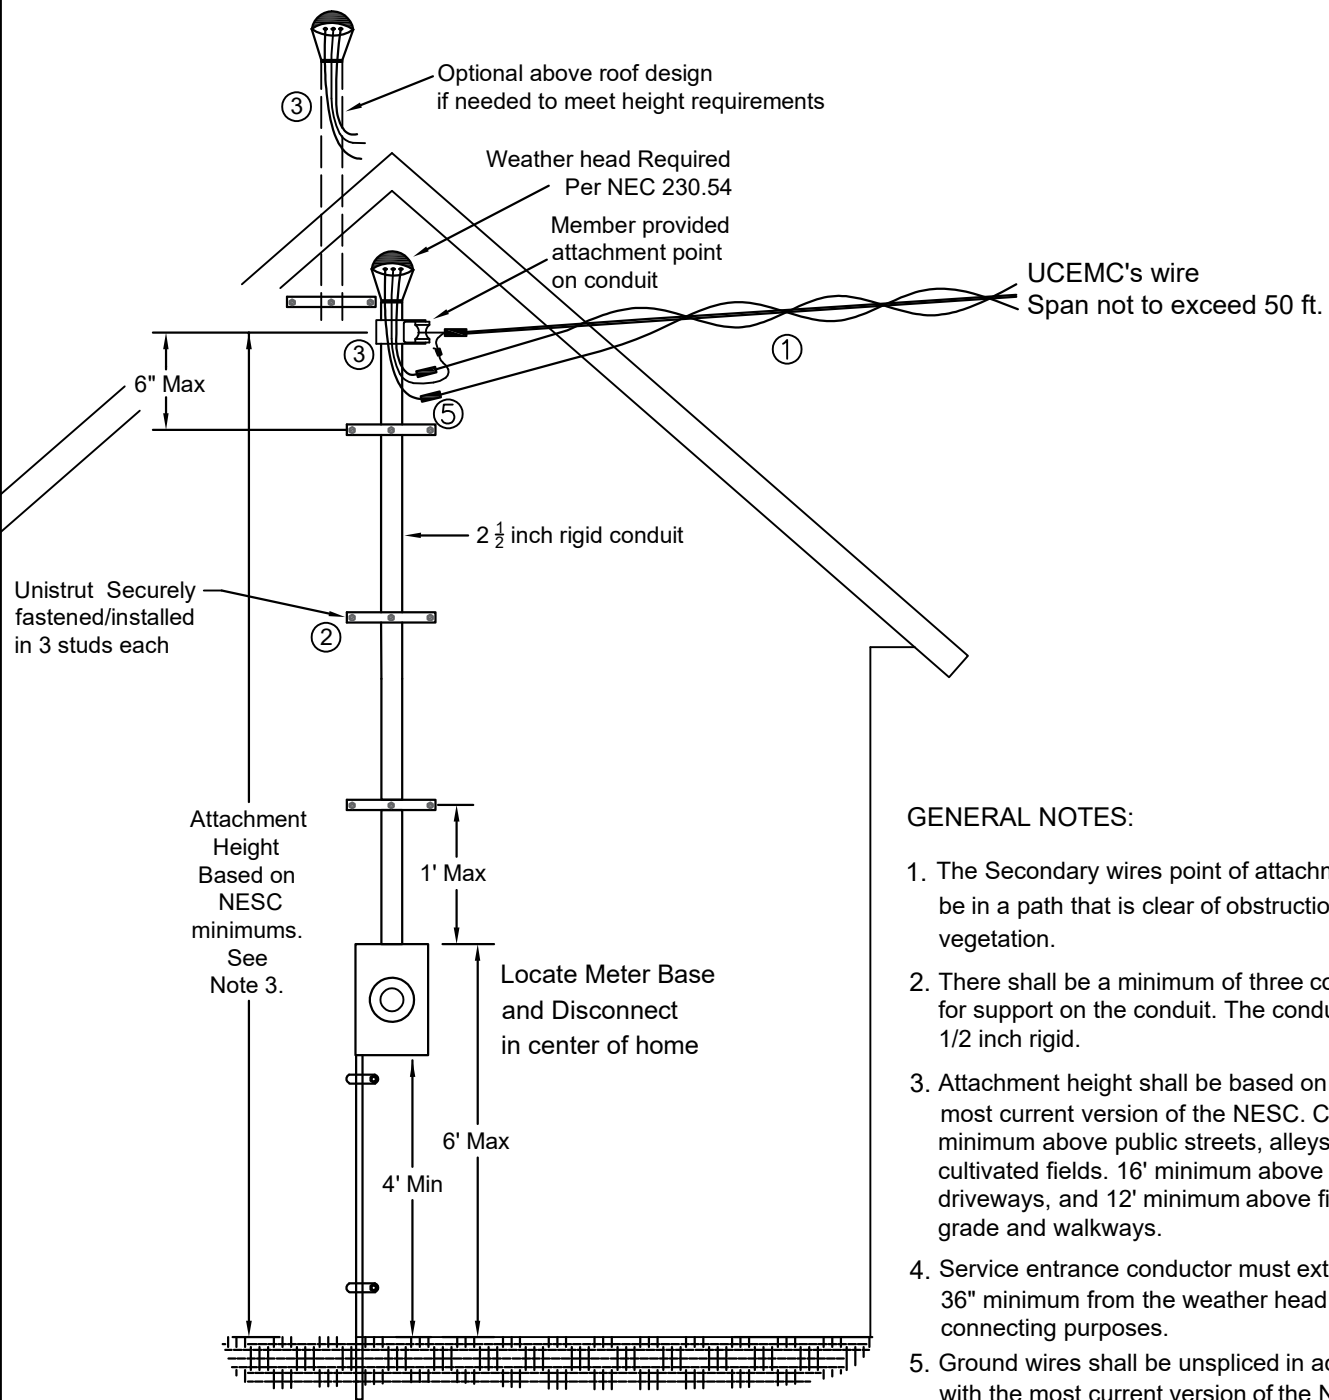 3
Optional above roof design
if needed to meet height requirements
Weather head Required
Per NEC 230.54
Member provided
attachment point
on conduit
UCEMC's wire
Span not to exceed 50 ft.
1
3
6" Max
5
2 1/2 inch rigid conduit
Unistrut Securely
fastened/installed
in 3 studs each
2
Attachment
Height
Based on
NESC
minimums.
See
Note 3.
1' Max
Locate Meter Base
and Disconnect
in center of home
6' Max
4' Min
GENERAL NOTES:
1. The Secondary wires point of
be in a path that is clear of
vegetation.
2. There shall be a minimum of three
for support on the conduit. The
1/2 inch rigid.
3. Attachment height shall be based on
most current version of the NESC.
minimum above public streets, alleys
cultivated fields. 16' minimum above
driveways, and 12' minimum above
grade and walkways.
4. Service entrance conductor must
36" minimum from the weather head
connecting purposes.
5. Ground wires shall be unspliced in
with the most current version of the